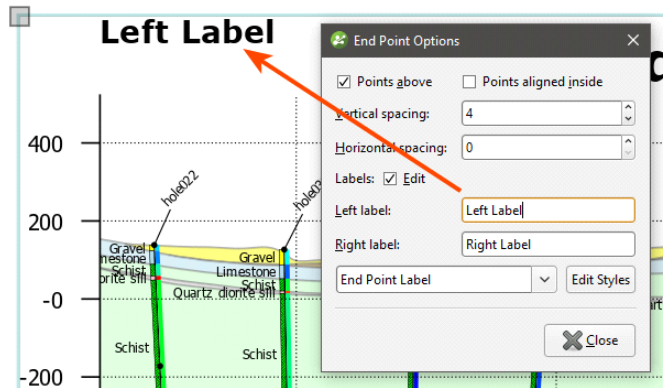 Left Label
End Point Options
Points above
Points aligned inside
Vertical spacing:
4
Horizontal spacing:
0
Labels:
Edit
Left label:
Left Label
Right label:
Right Label
End Point Label
Edit Styles
Close
400
200
-0
-200
hole022
Gravel
Schist
Schist
Gravel
Limestone
Schist
Quartz diorite sill
Schist